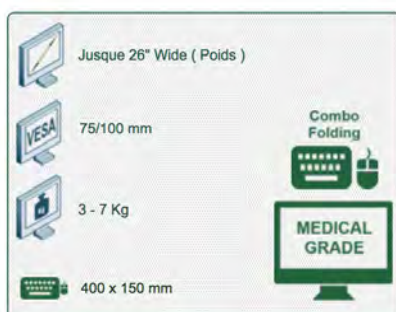 Jusque 26" Wide ( Poids )
VESA
75/100 mm
3 - 7 Kg
400 x 150 mm
Combo
Folding
MEDICAL
GRADE